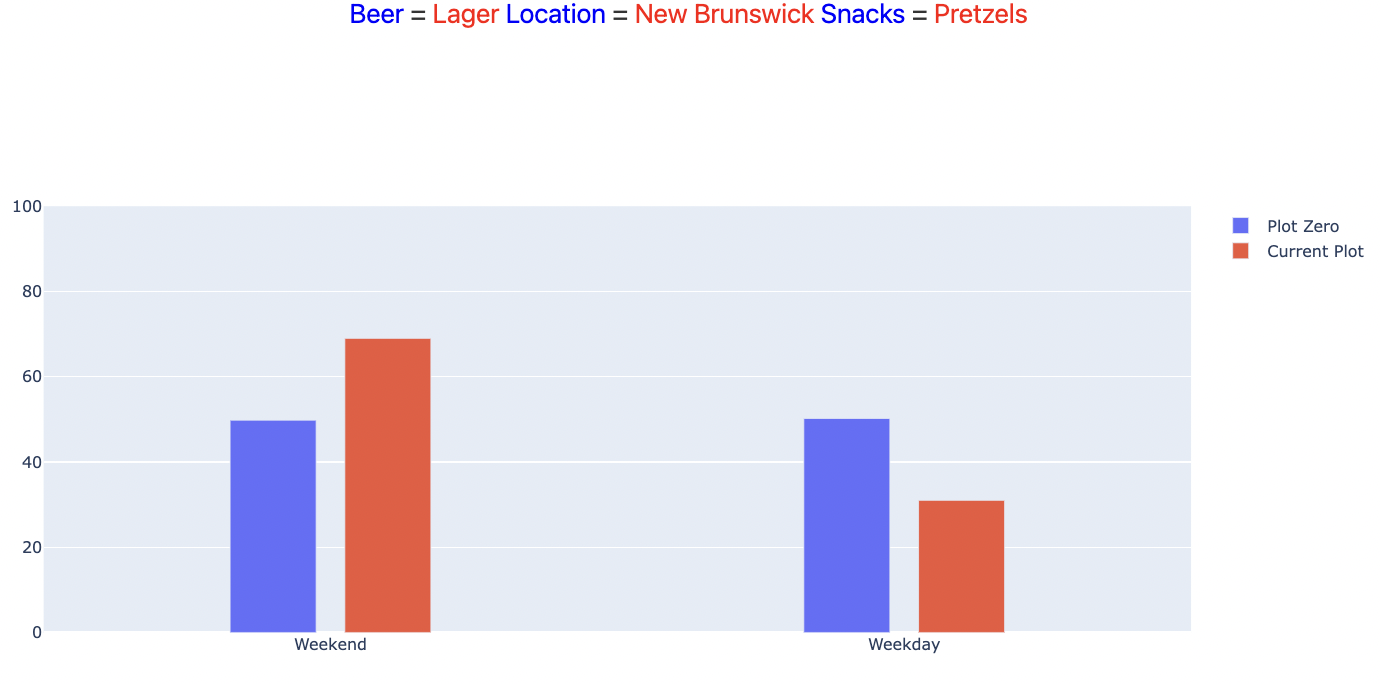 Beer = Lager Location = New Brunswick Snacks = Pretzels
100
80
60
40
20
0
Weekend Weekday
Plot Zero
Current Plot